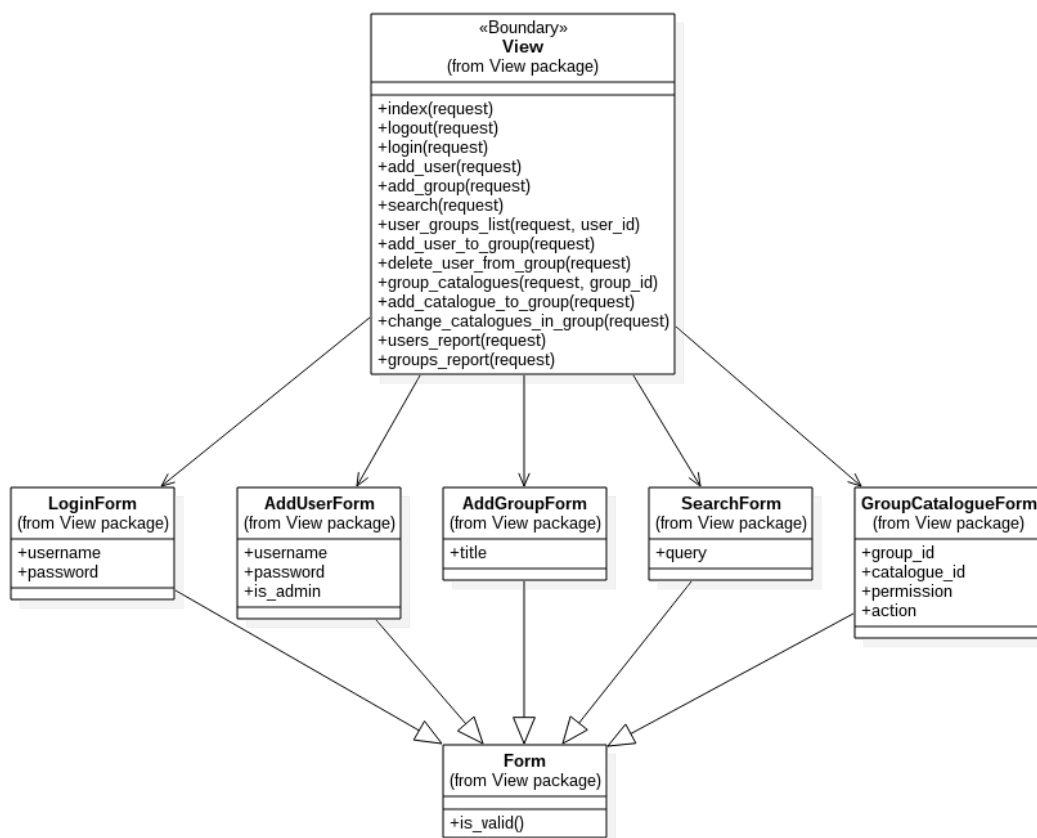 «Boundary»
View
(from View package)
+index(request)
+logout(request)
+login(request)
+add_user(request)
+add_group(request)
+search(request)
+user_groups_list(request, user_id)
+add_user_to_group(request)
+delete_user_from_group(request)
+group_catalogues(request, group_id)
+add_catalogue_to_group(request)
+change_catalogues_in_group(request)
+users_report(request)
+groups_report(request)
LoginForm
(from View package)
+username
+password
AddUserForm
(from View package)
+username
+password
+is_admin
AddGroupForm
(from View package)
+title
SearchForm
(from View package)
+query
GroupCatalogueForm
(from View package)
+group_id
+catalogue_id
+permission
+action
Form
(from View package)
+is_valid()